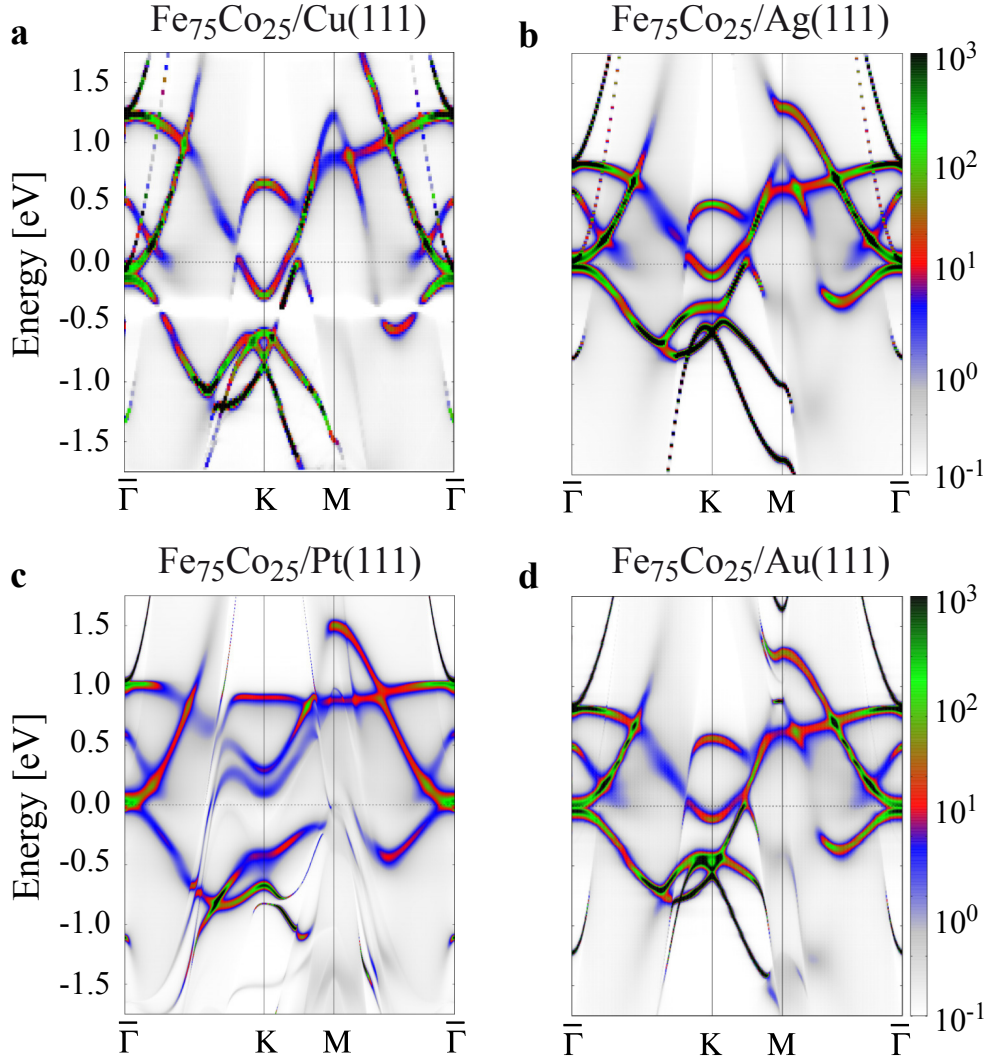 a Fe₇₅Co₂₅/Cu(111)
b Fe₇₅Co₂₅/Ag(111)
Energy [eV]
1.5
1.0
0.5
0.0
-0.5
-1.0
-1.5
Γ̅ K M Γ̅
Γ̅ K M Γ̅
10³
10²
10¹
10⁰
10⁻¹
c Fe₇₅Co₂₅/Pt(111)
d Fe₇₅Co₂₅/Au(111)
Energy [eV]
1.5
1.0
0.5
0.0
-0.5
-1.0
-1.5
Γ̅ K M Γ̅
Γ̅ K M Γ̅
10³
10²
10¹
10⁰
10⁻¹